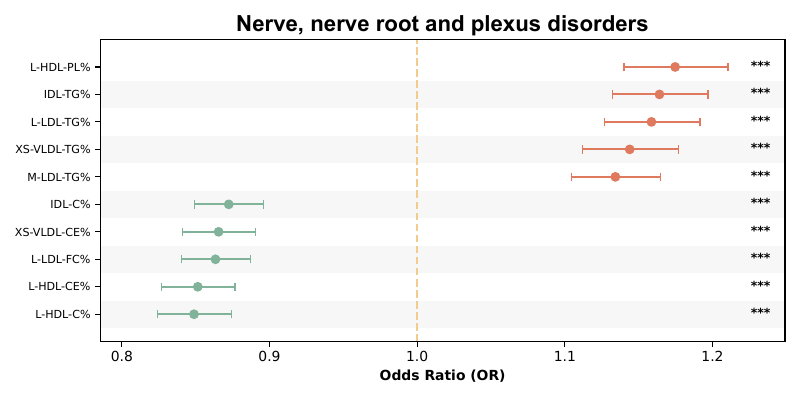 Nerve, nerve root and plexus disorders
L-HDL-PL% ***
IDL-TG% ***
L-LDL-TG% ***
XS-VLDL-TG% ***
M-LDL-TG% ***
IDL-C% ***
XS-VLDL-CE% ***
L-LDL-FC% ***
L-HDL-CE% ***
L-HDL-C% ***
0.8 0.9 1.0 1.1 1.2
Odds Ratio (OR)